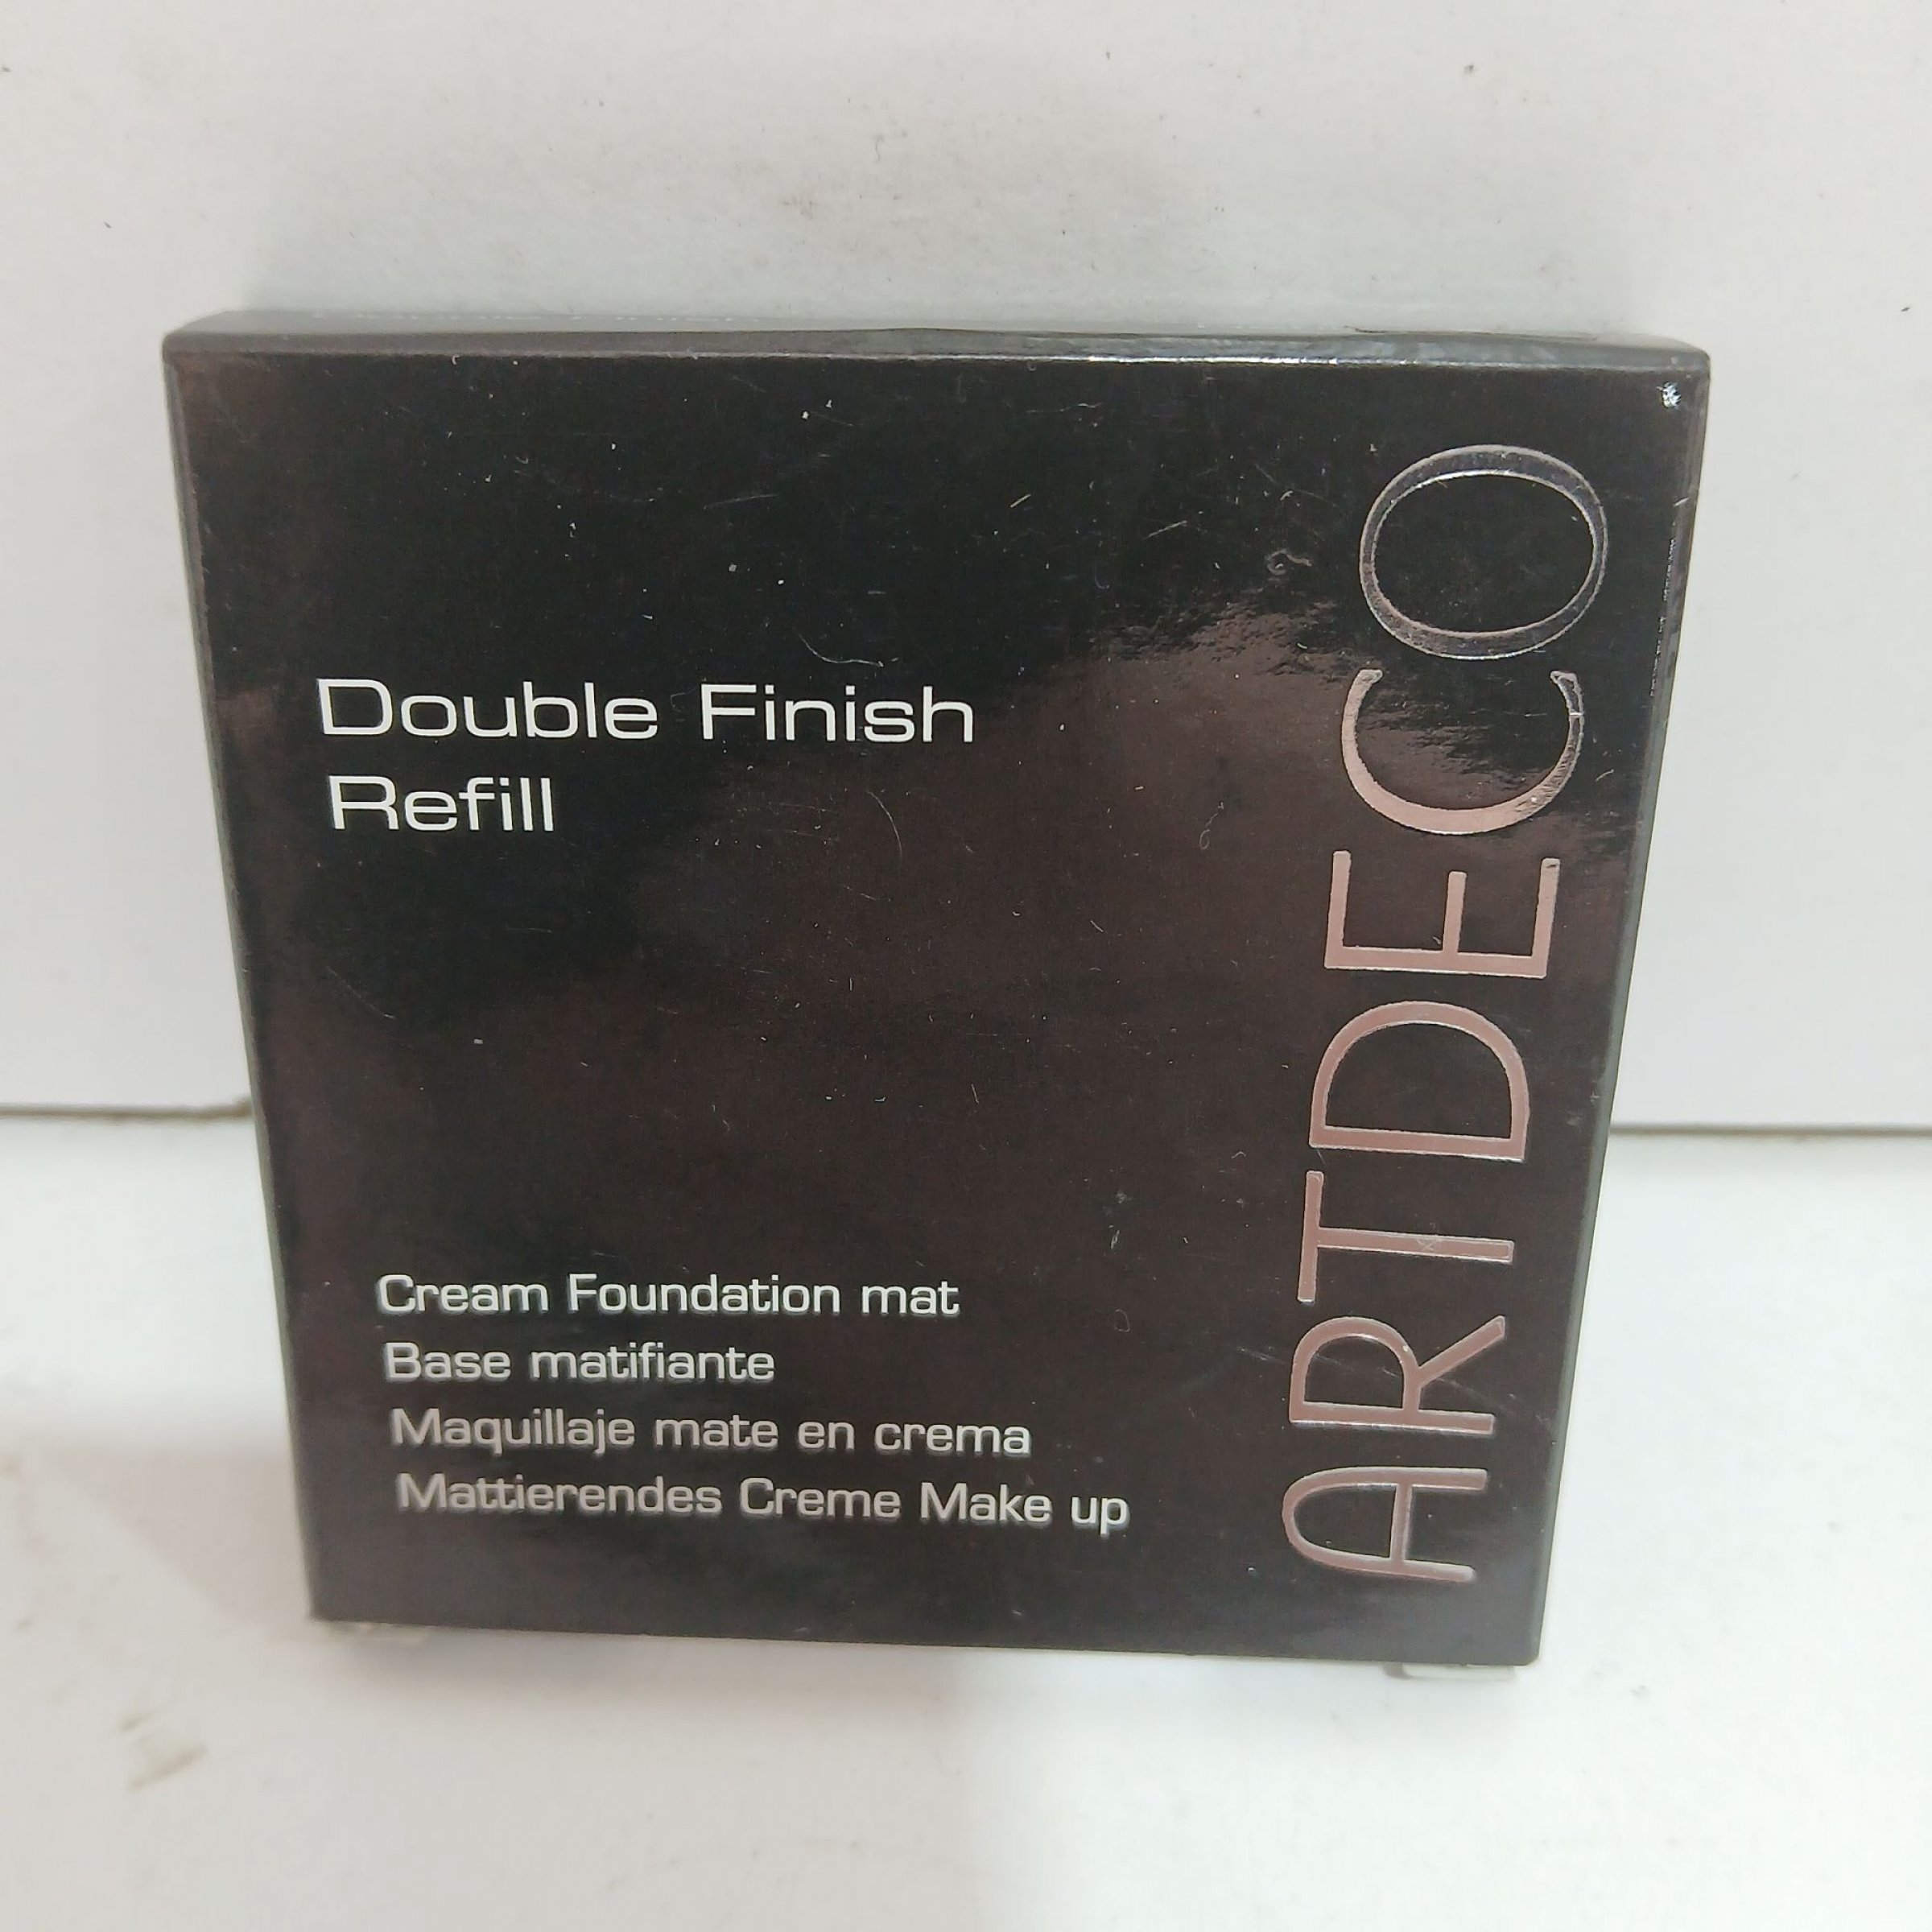 Double Finish
Refill
Cream Foundation mat
Base matifiante
Maquillaje mate en crema
Mattierendes Creme Make up
ARTDECO